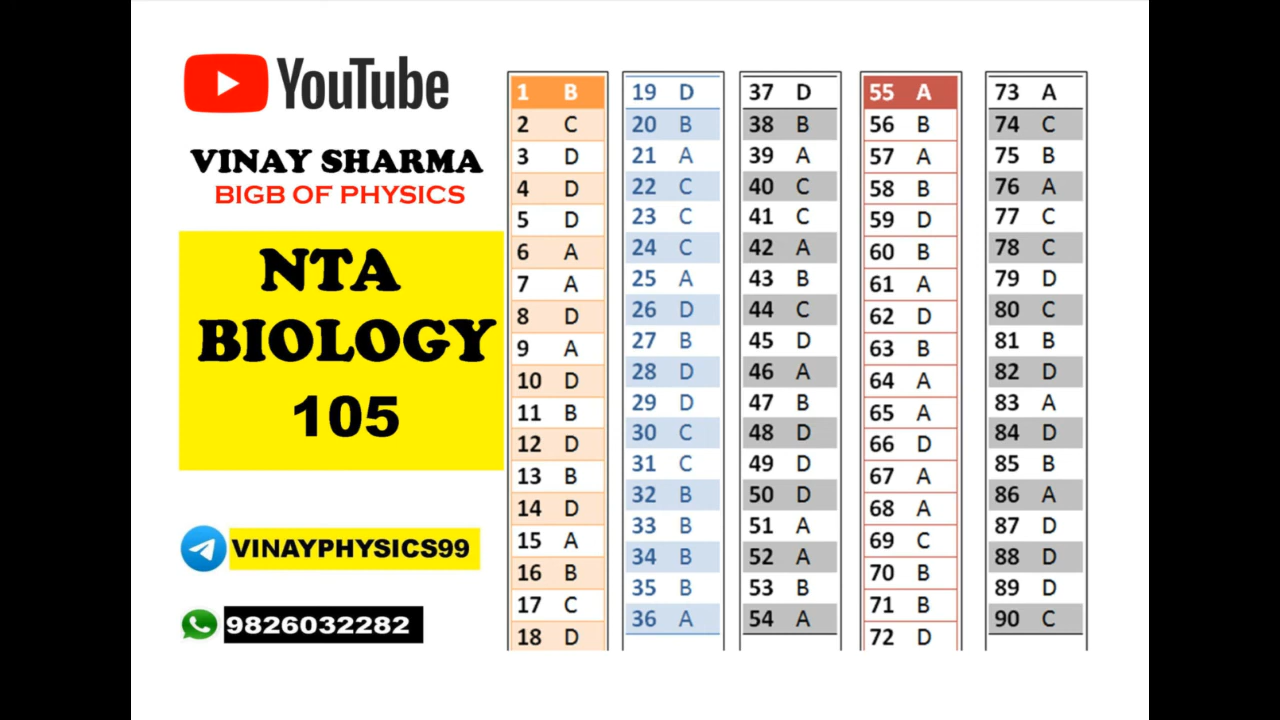 YouTube
VINAY SHARMA
BIGB OF PHYSICS
NTA
BIOLOGY
105
VINAYPHYSICS99
9826032282
1 B
2 C
3 D
4 D
5 D
6 A
7 A
8 D
9 A
10 D
11 B
12 D
13 B
14 D
15 A
16 B
17 C
18 D
19 D
20 B
21 A
22 C
23 C
24 C
25 A
26 D
27 B
28 D
29 D
30 C
31 C
32 B
33 B
34 B
35 B
36 A
37 D
38 B
39 A
40 C
41 C
42 A
43 B
44 C
45 D
46 A
47 B
48 D
49 D
50 D
51 A
52 A
53 B
54 A
55 A
56 B
57 A
58 B
59 D
60 B
61 A
62 D
63 B
64 A
65 A
66 D
67 A
68 A
69 C
70 B
71 B
72 D
73 A
74 C
75 B
76 A
77 C
78 C
79 D
80 C
81 B
82 D
83 A
84 D
85 B
86 A
87 D
88 D
89 D
90 C